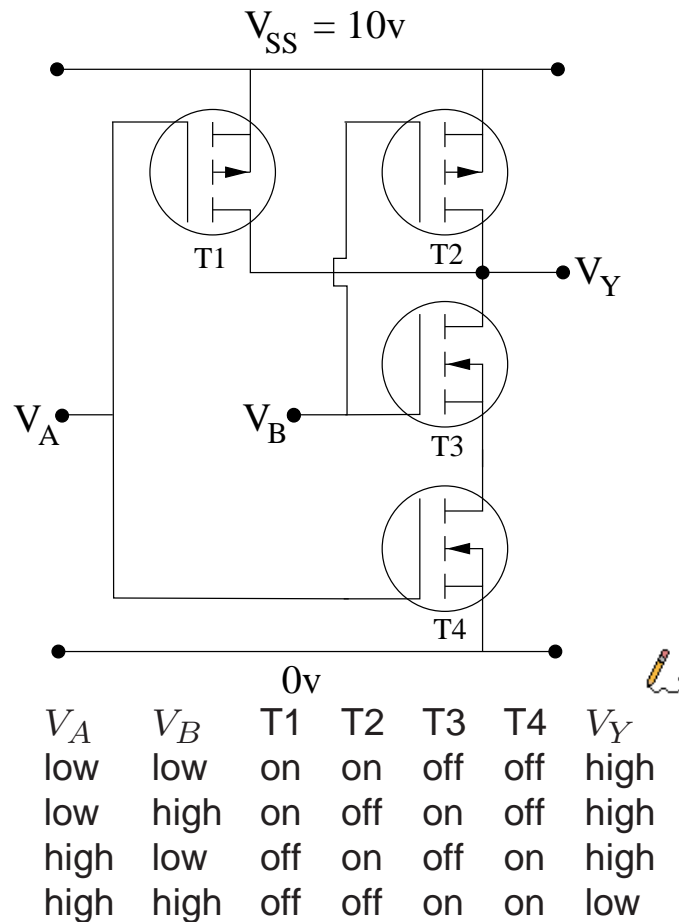 V_SS = 10v
T1
T2
V_Y
V_A
V_B
T3
T4
0v
V_A V_B T1 T2 T3 T4 V_Y
low low on on off off high
low high on off on off high
high low off on off on high
high high off off on on low